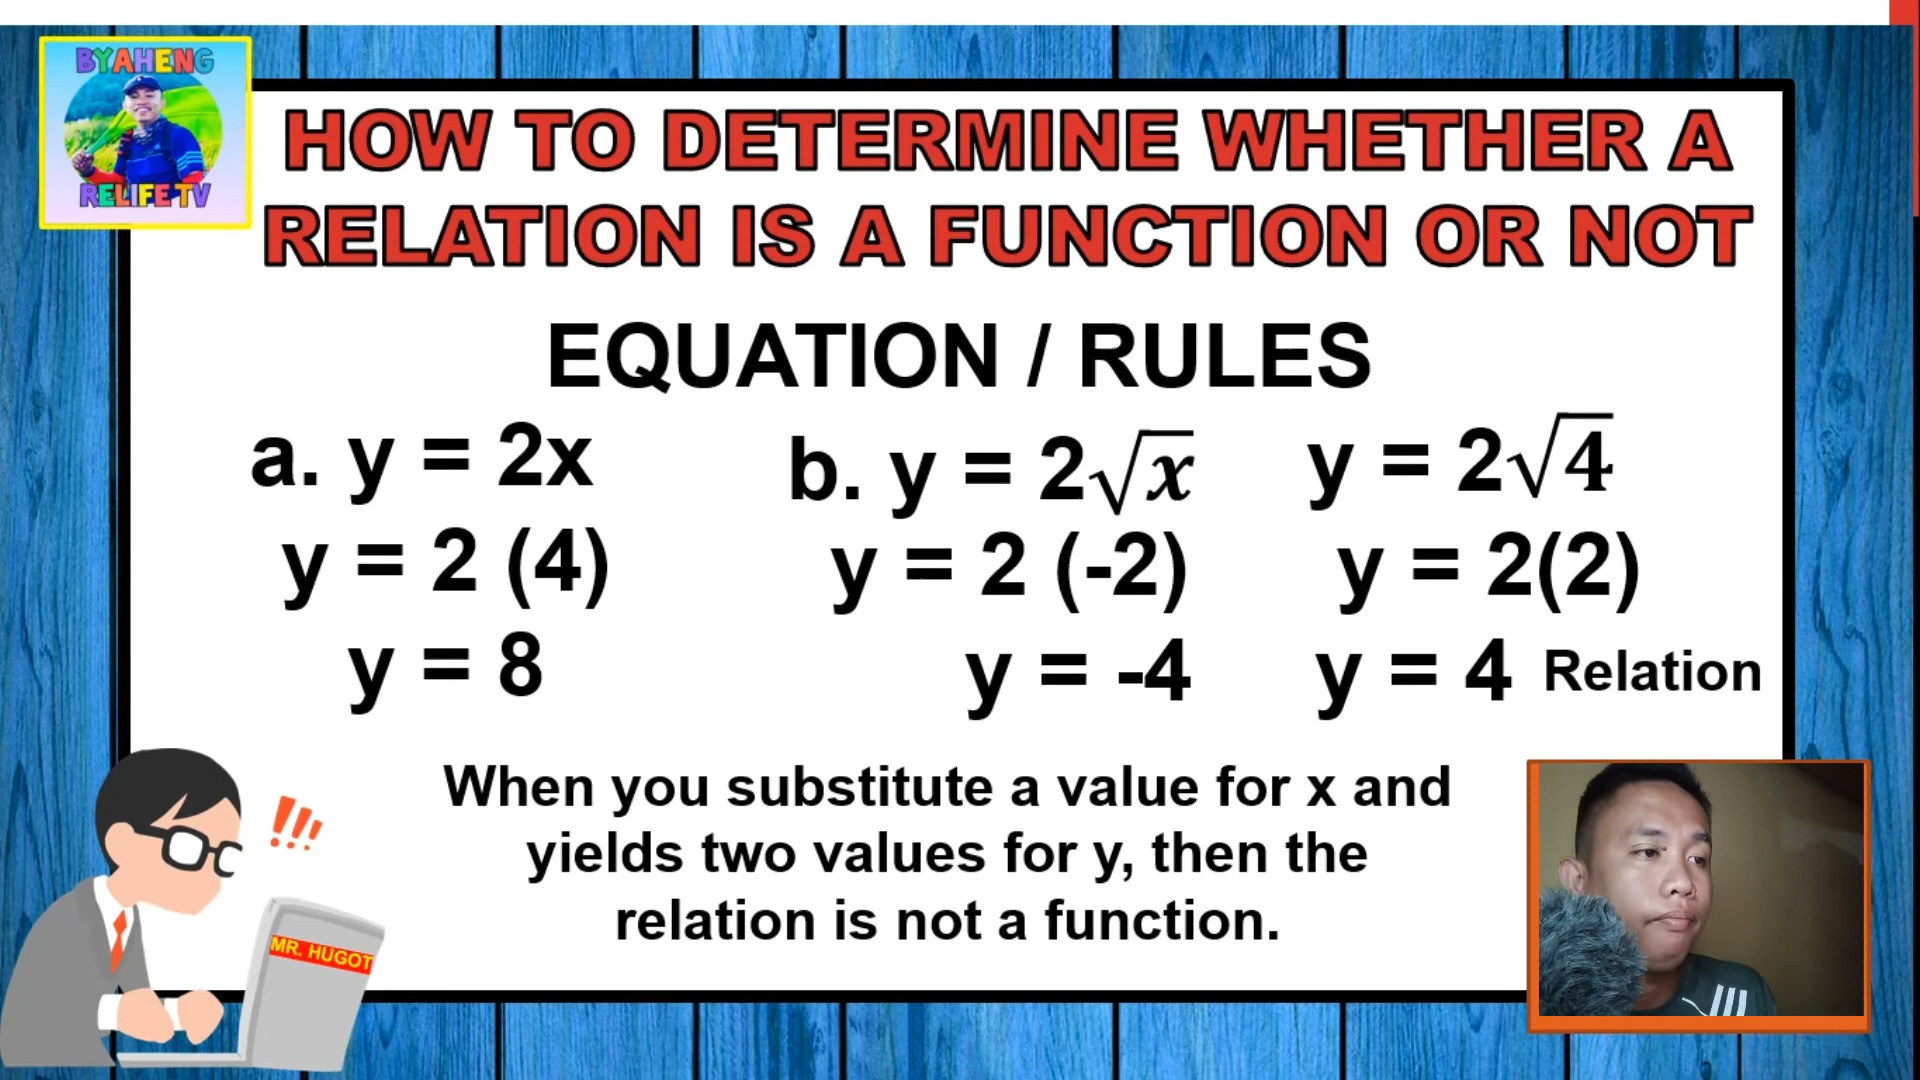 BYAHENG
RELIFE TV
HOW TO DETERMINE WHETHER A
RELATION IS A FUNCTION OR NOT
EQUATION / RULES
a. y = 2x
y = 2 (4)
y = 8
b. y = 2√x
y = 2 (-2)
y = -4
y = 2√4
y = 2(2)
y = 4 Relation
When you substitute a value for x and
yields two values for y, then the
relation is not a function.
!!!
MR. HUGOT